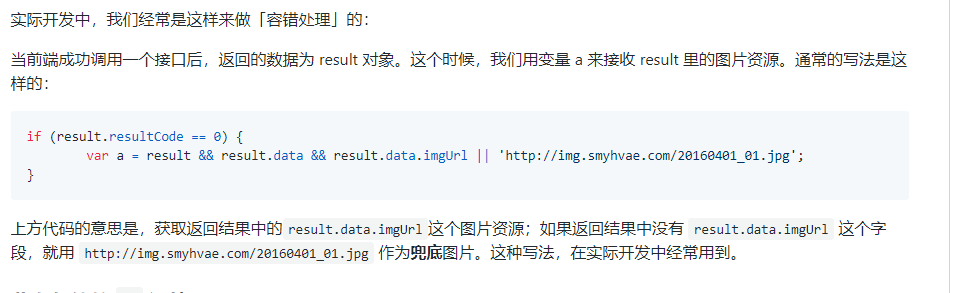 实际开发中，我们经常是这样来做「容错处理」的：
当前端成功调用一个接口后，返回的数据为 result 对象。这个时候，我们用变量 a 来接收 result 里的图片资源。通常的写法是这
样的：
if (result.resultCode == 0) {
var a = result && result.data && result.data.imgUrl || 'http://img.smyhvae.com/20160401_01.jpg';
}
上方代码的意思是，获取返回结果中的 result.data.imgUrl 这个图片资源；如果返回结果中没有 result.data.imgUrl 这个字
段，就用 http://img.smyhvae.com/20160401_01.jpg 作为兜底图片。这种写法，在实际开发中经常用到。